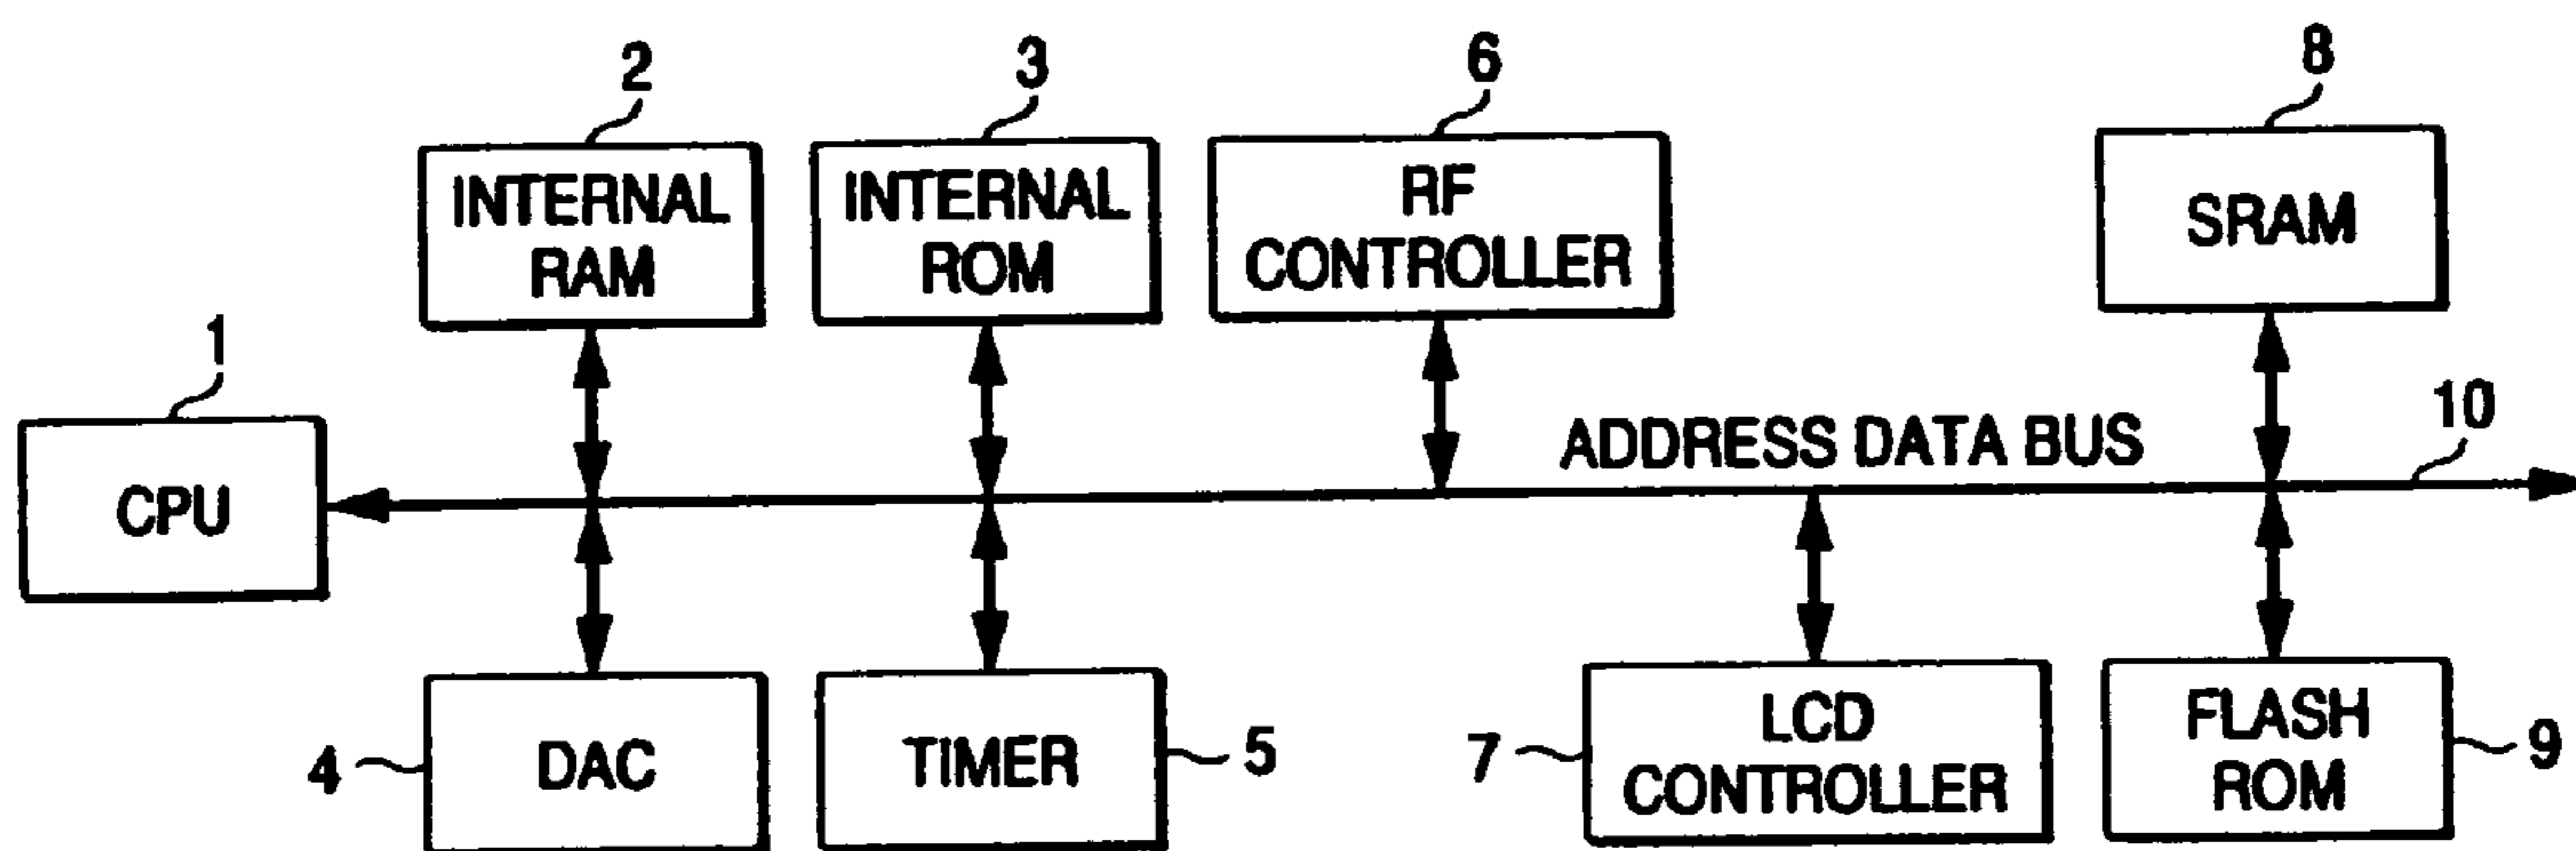 2
3
6
8
INTERNAL
RAM
INTERNAL
ROM
RF
CONTROLLER
SRAM
1
CPU
ADDRESS DATA BUS
10
4
DAC
TIMER
5
7
LCD
CONTROLLER
FLASH
ROM
9